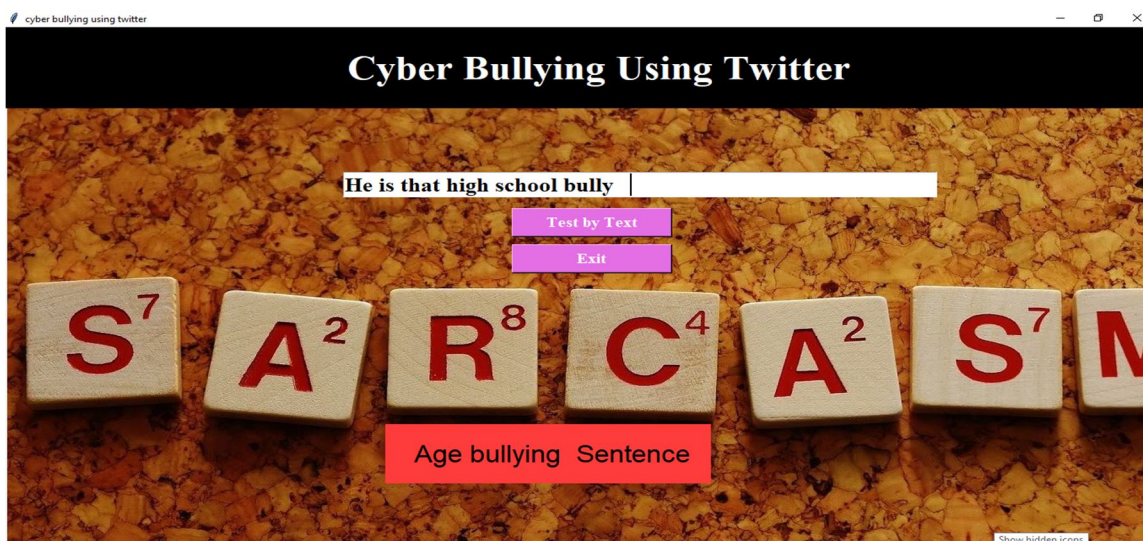 cyber bullying using twitter
Cyber Bullying Using Twitter
He is that high school bully
Test by Text
Exit
S7 A2 R8 C4 A2 S7 M
Age bullying Sentence
Show hidden icons